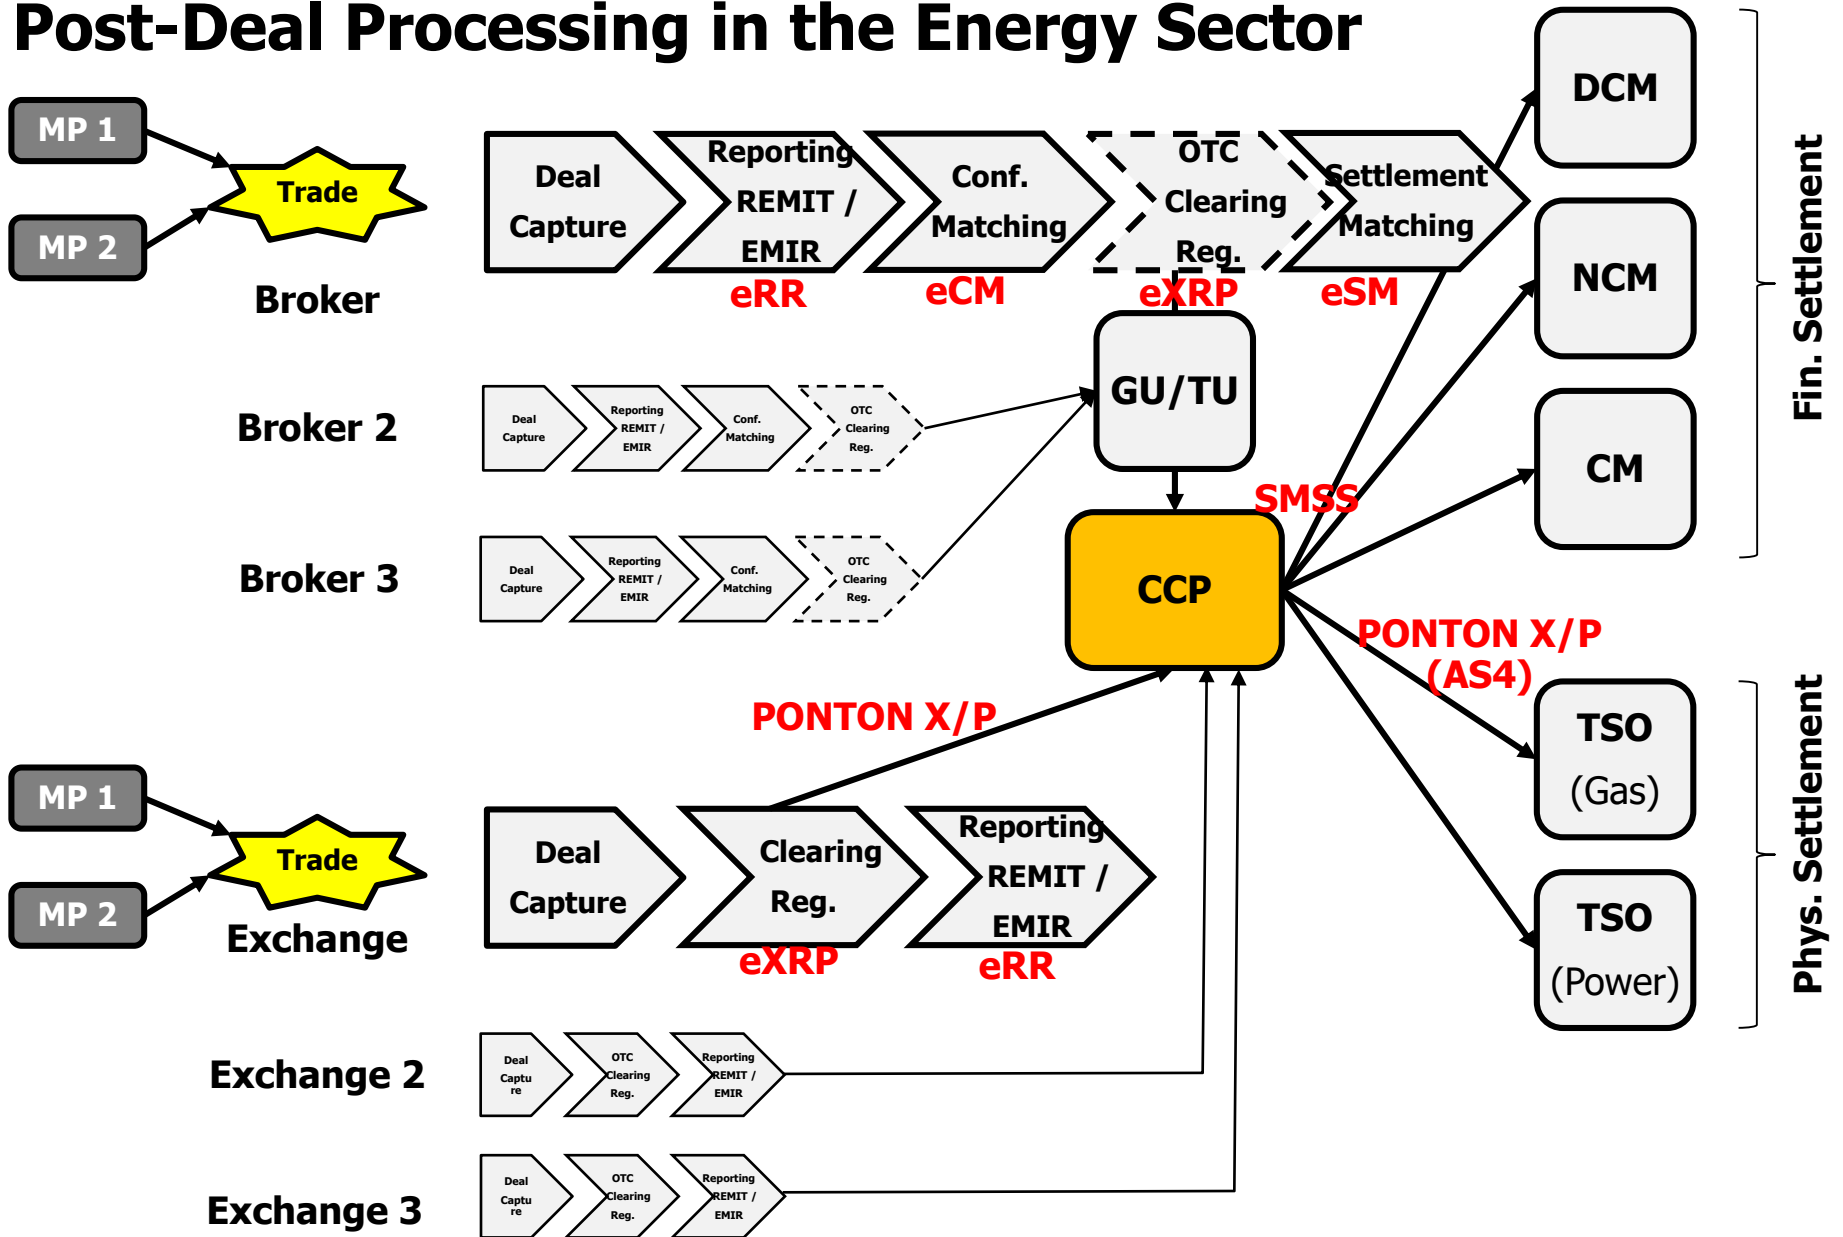 Post-Deal Processing in the Energy Sector
MP 1
MP 2
Trade
Broker
Deal
Capture
Reporting
REMIT /
EMIR
eRR
Conf.
Matching
eCM
OTC
Clearing
Reg.
eXRP
Settlement
Matching
eSM
GU/TU
Broker 2
Deal
Capture
Reporting
REMIT /
EMIR
Conf.
Matching
OTC
Clearing
Reg.
Broker 3
Deal
Capture
Reporting
REMIT /
EMIR
Conf.
Matching
OTC
Clearing
Reg.
CCP
SMSS
DCM
NCM
CM
Fin. Settlement
PONTON X/P
(AS4)
TSO
(Gas)
TSO
(Power)
Phys. Settlement
PONTON X/P
MP 1
MP 2
Trade
Exchange
Deal
Capture
Clearing
Reg.
eXRP
Reporting
REMIT /
EMIR
eRR
Exchange 2
Deal
Captu
re
OTC
Clearing
Reg.
Reporting
REMIT /
EMIR
Exchange 3
Deal
Captu
re
OTC
Clearing
Reg.
Reporting
REMIT /
EMIR